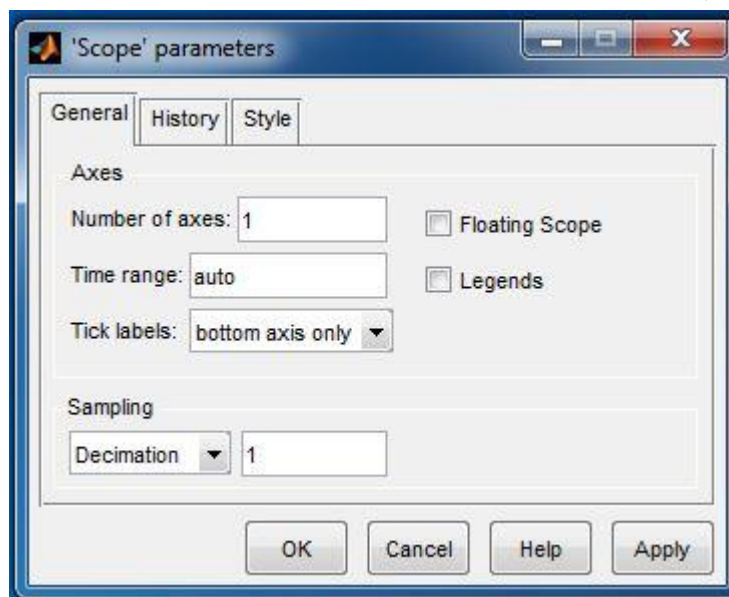 'Scope' parameters
General History Style
Axes
Number of axes: 1 Floating Scope
Time range: auto Legends
Tick labels: bottom axis only
Sampling
Decimation 1
OK Cancel Help Apply